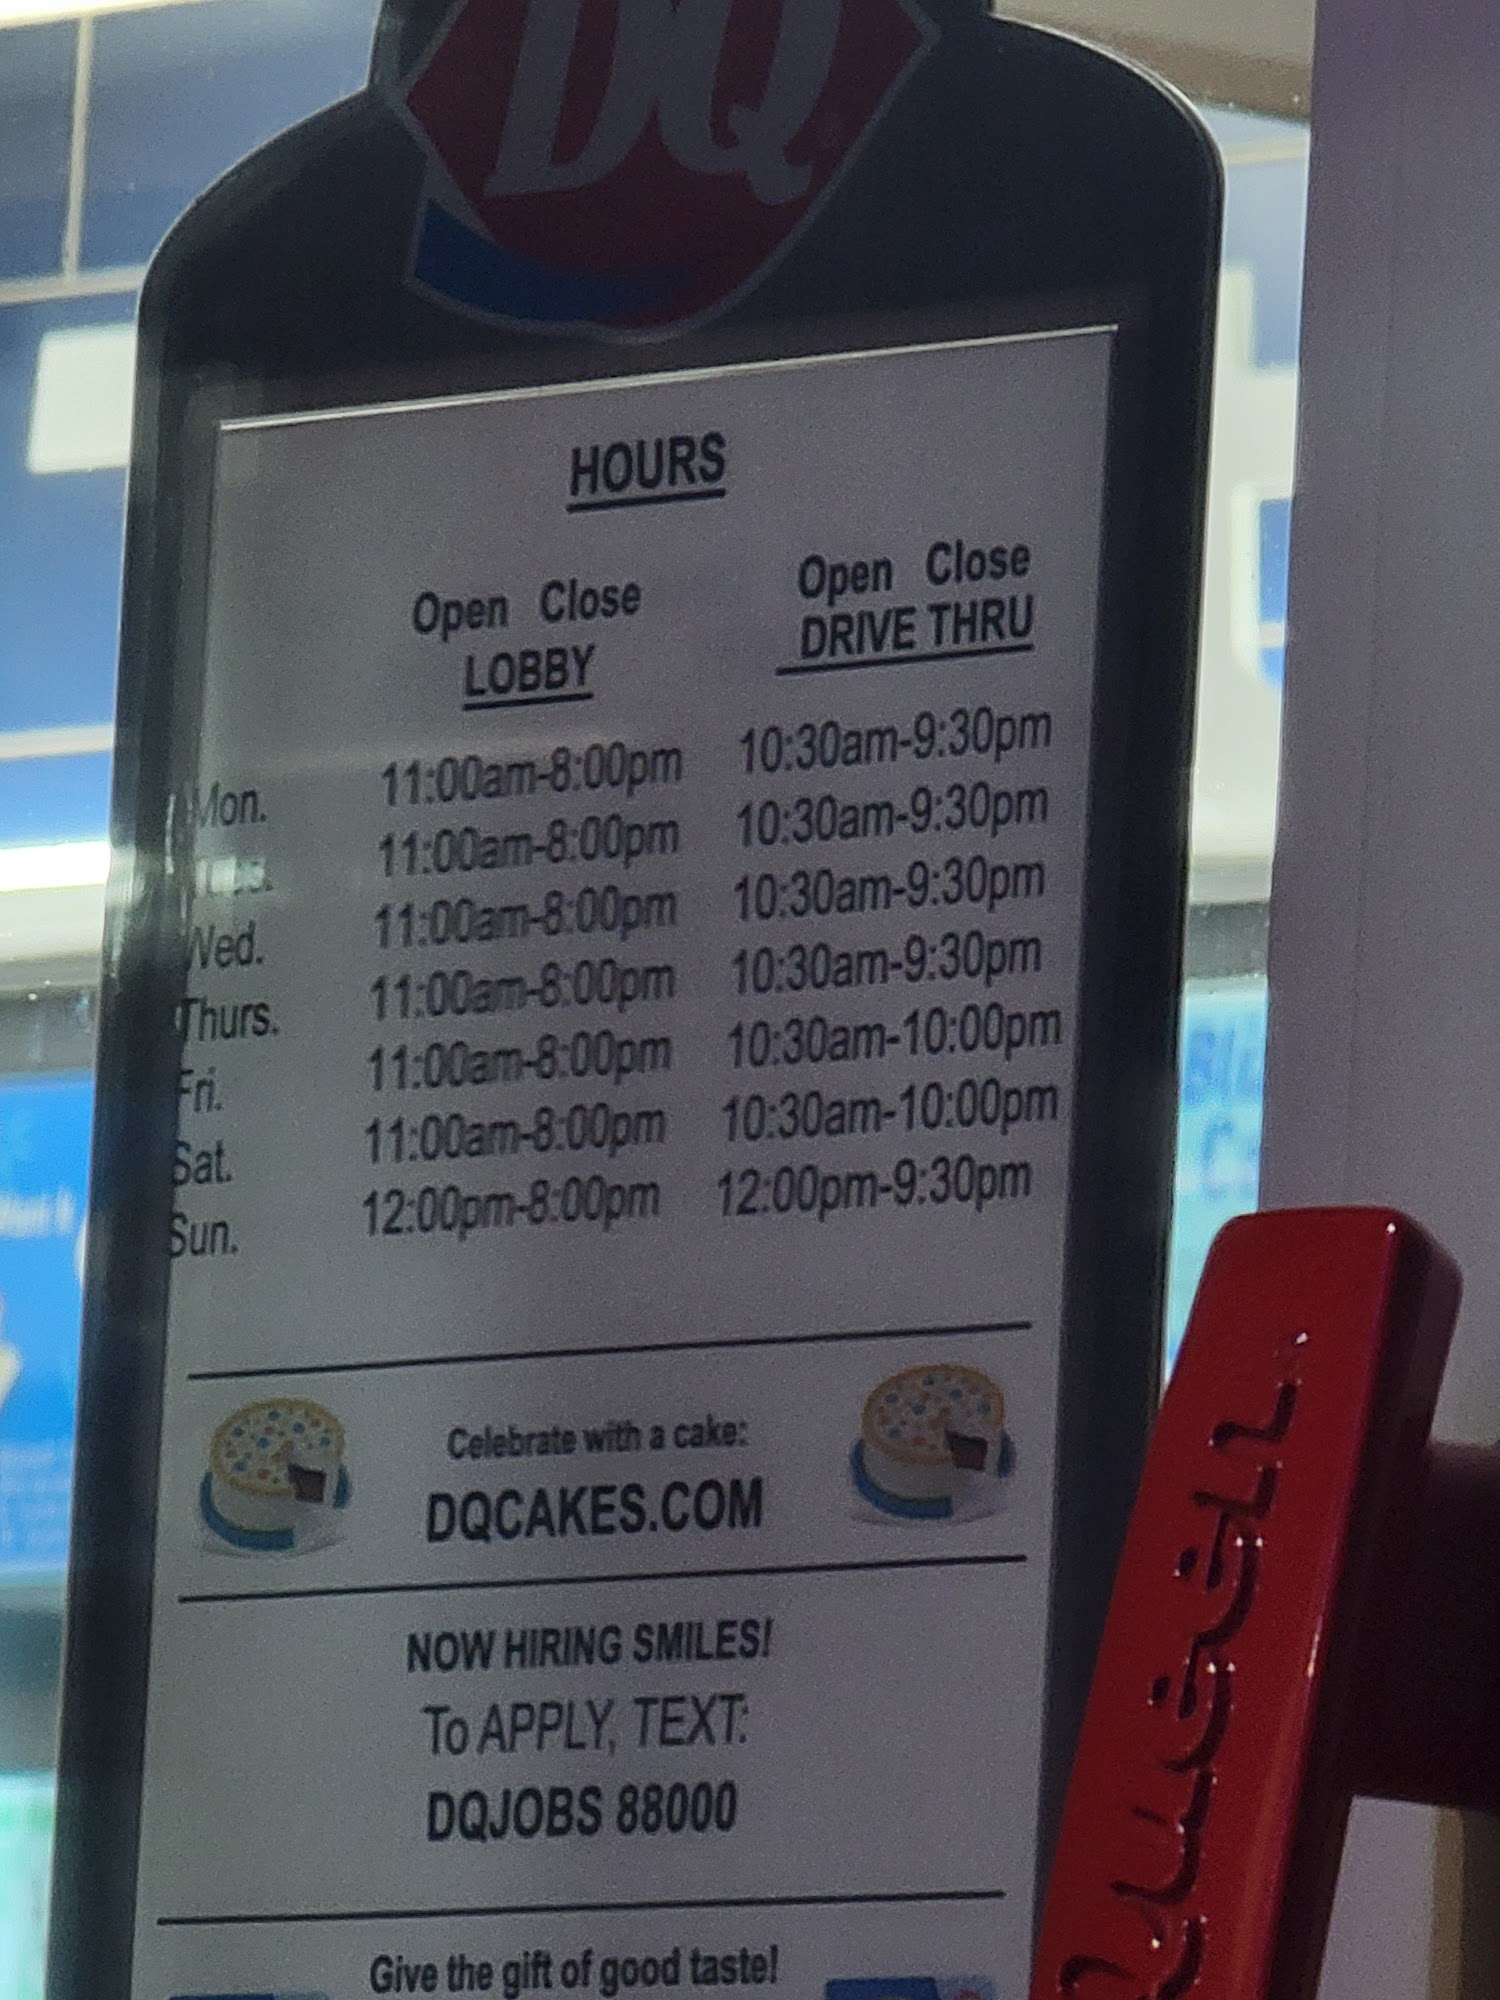 DQ
HOURS
Open Close Open Close
LOBBY DRIVE THRU
Mon. 11:00am-8:00pm 10:30am-9:30pm
Tues. 11:00am-8:00pm 10:30am-9:30pm
Wed. 11:00am-8:00pm 10:30am-9:30pm
Thurs. 11:00am-8:00pm 10:30am-9:30pm
Fri. 11:00am-8:00pm 10:30am-10:00pm
Sat. 11:00am-8:00pm 10:30am-10:00pm
Sun. 12:00pm-8:00pm 12:00pm-9:30pm
Celebrate with a cake:
DQCAKES.COM
NOW HIRING SMILES!
To APPLY, TEXT:
DQJOBS 88000
Give the gift of good taste!